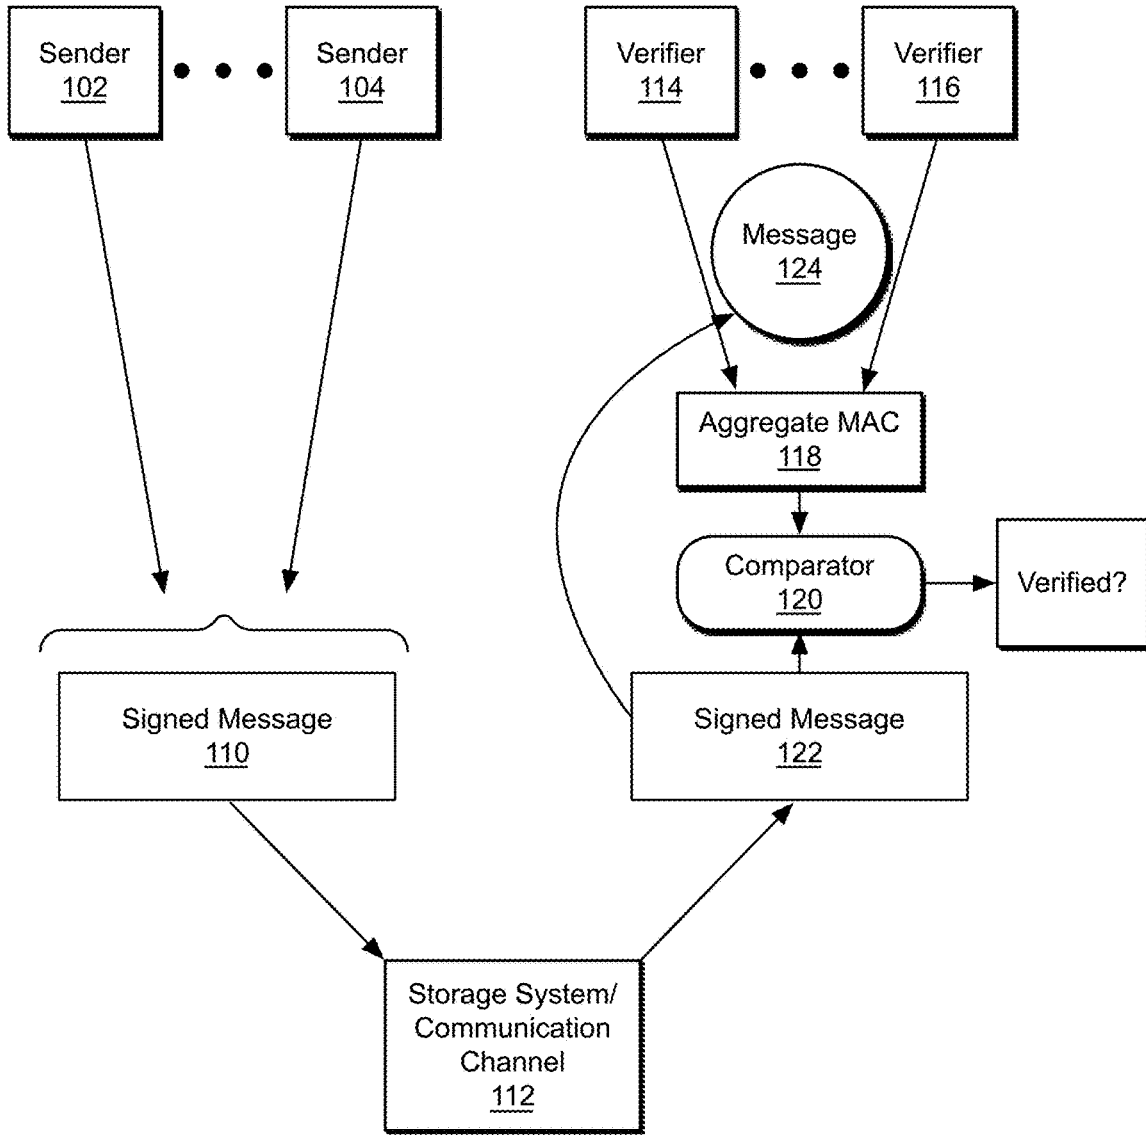 Sender
102
Sender
104
Verifier
114
Verifier
116
Message
124
Aggregate MAC
118
Comparator
120
Verified?
Signed Message
110
Signed Message
122
Storage System/
Communication
Channel
112